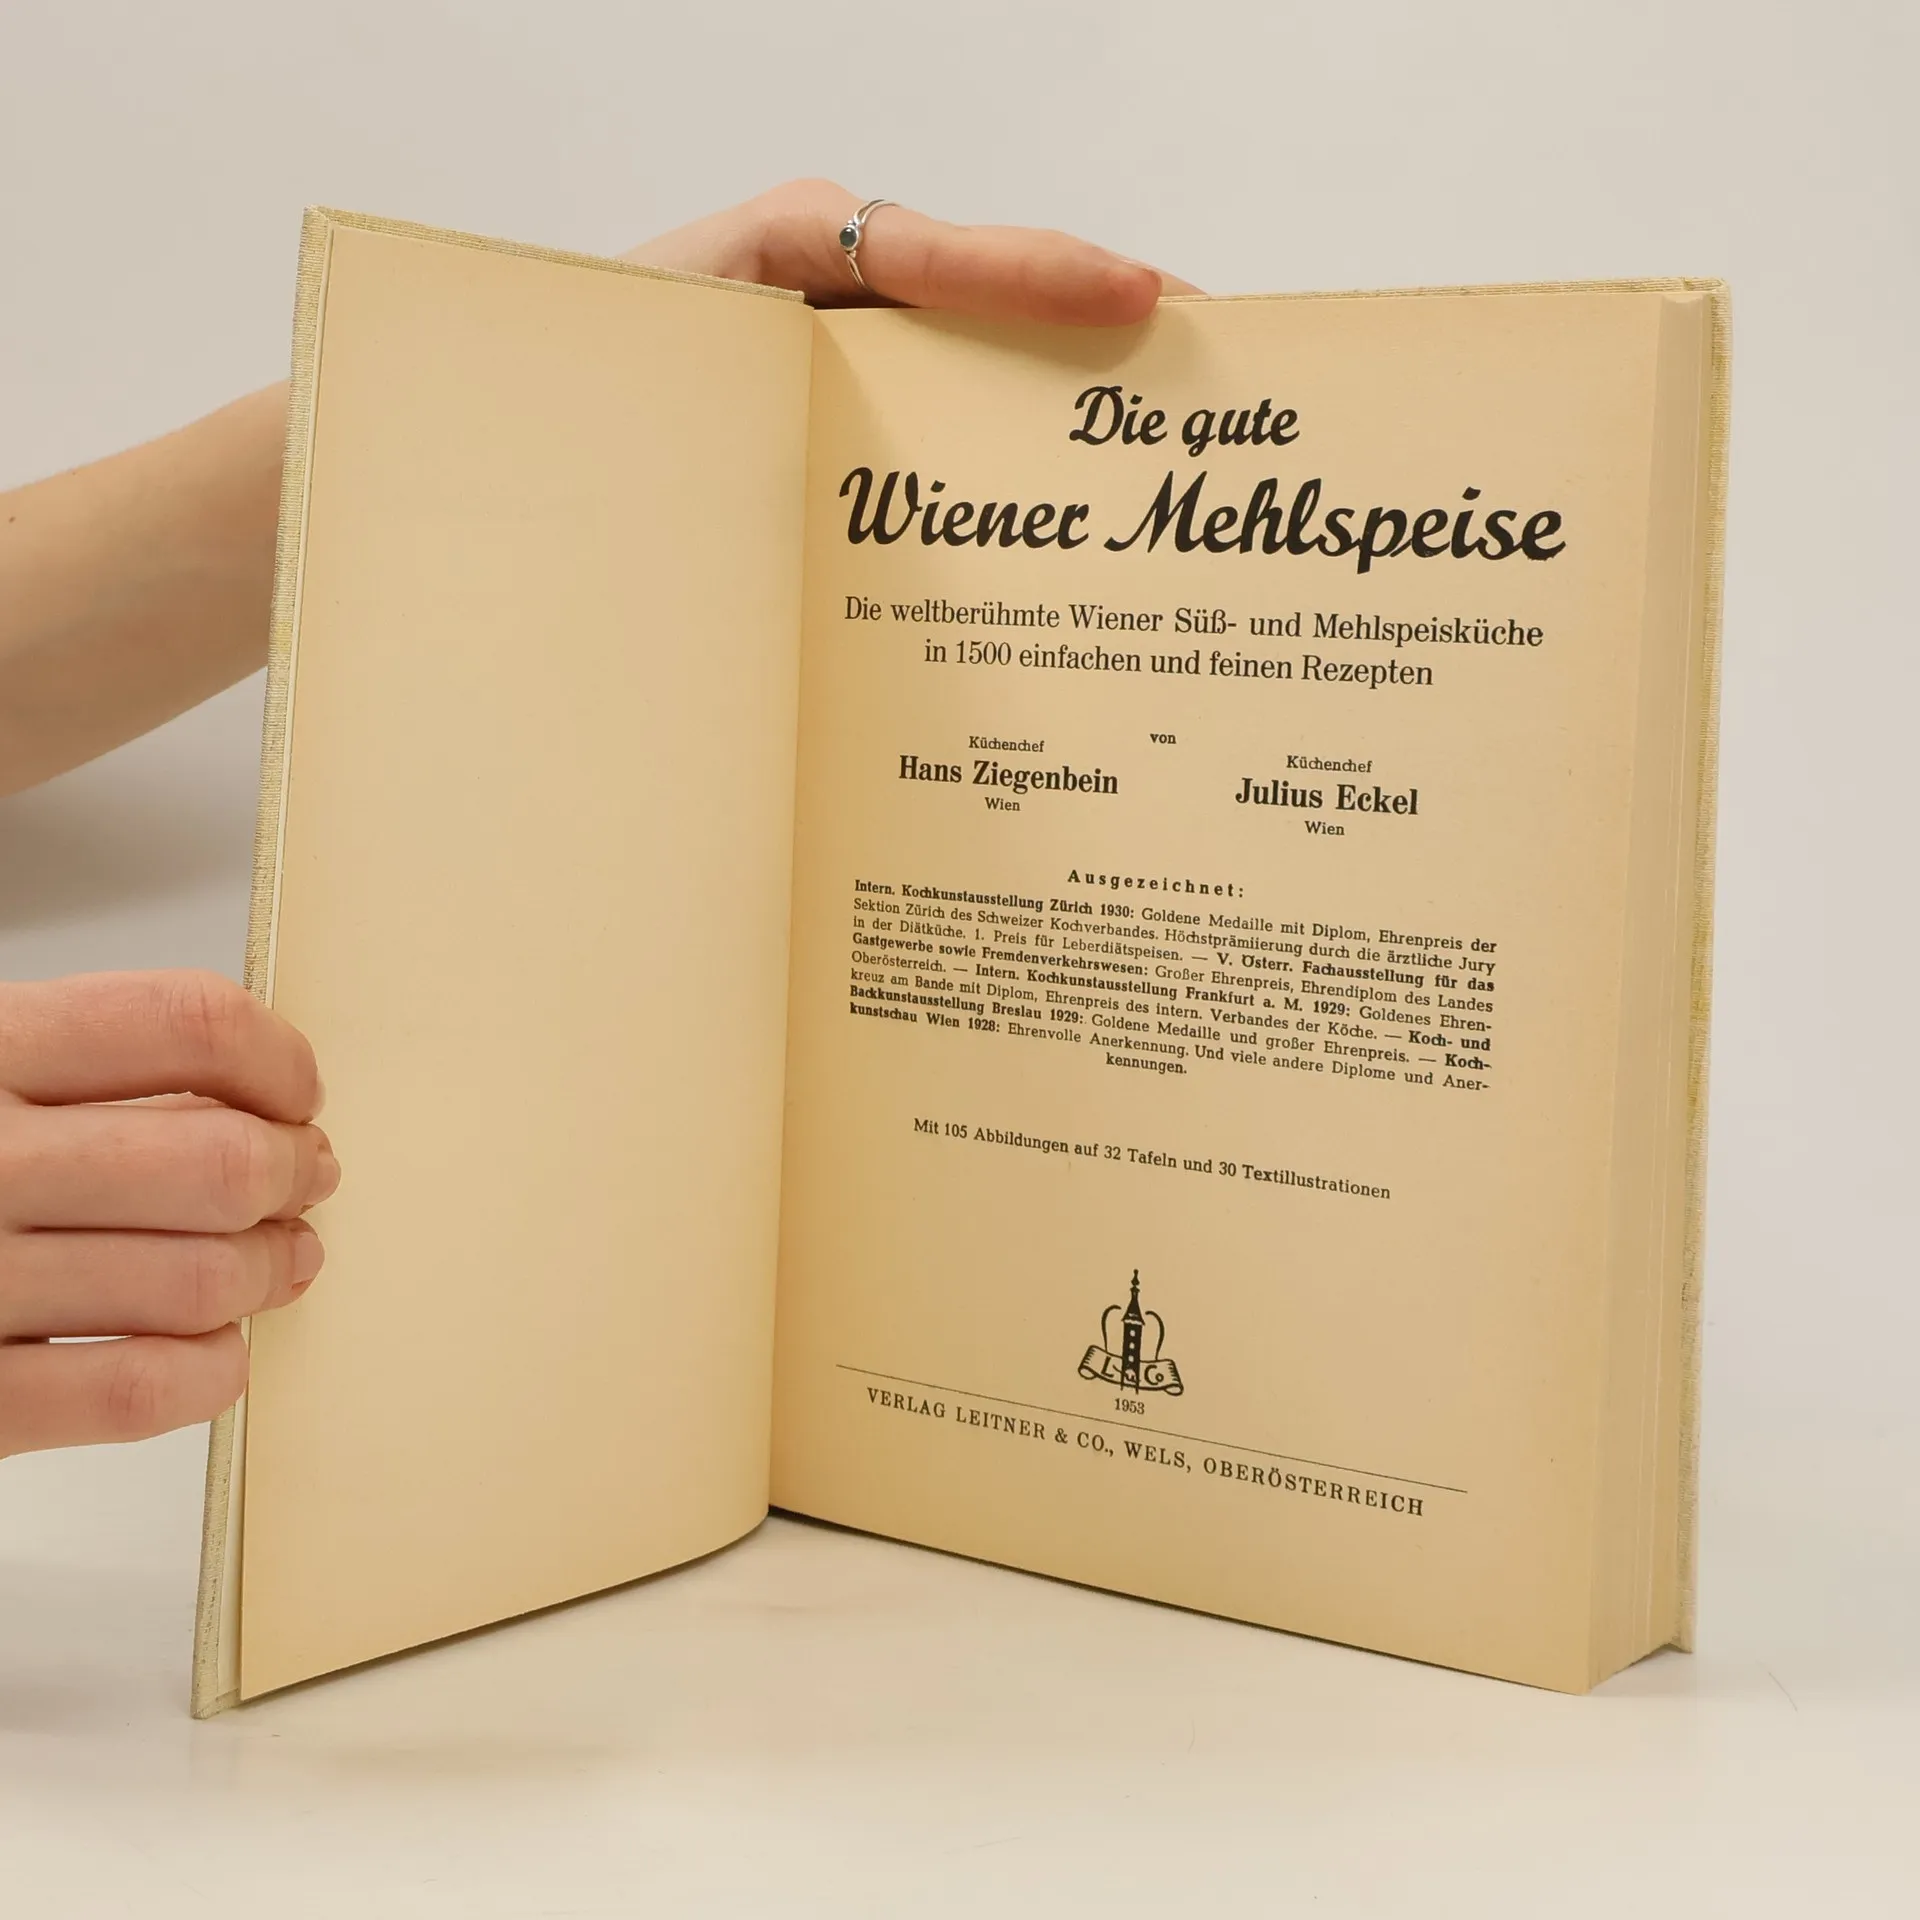 Die gute
Wiener Mehlspeise
Die weltberühmte Wiener Süß- und Mehlspeisküche
in 1500 einfachen und feinen Rezepten
von
Küchenchef
Hans Ziegenbein
Wien
Küchenchef
Julius Eckel
Wien
Ausgezeichnet:
Intern. Kochkunstausstellung Zürich 1930: Goldene Medaille mit Diplom, Ehrenpreis der
Sektion Zürich des Schweizer Kochverbandes. Höchstprämiierung durch die ärztliche Jury
in der Diätküche. 1. Preis für Leberdiätspeisen. — V. Österr. Fachausstellung für das
Gastgewerbe sowie Fremdenverkehrswesen: Großer Ehrenpreis, Ehrendiplom des Landes
Oberösterreich. — Intern. Kochkunstausstellung Frankfurt a. M. 1929: Goldenes Ehren-
kreuz am Bande mit Diplom, Ehrenpreis des intern. Verbandes der Köche. — Koch- und
Backkunstausstellung Breslau 1929: Goldene Medaille und großer Ehrenpreis. — Koch-
kunstschau Wien 1928: Ehrenvolle Anerkennung. Und viele andere Diplome und Aner-
kennungen.
Mit 105 Abbildungen auf 32 Tafeln und 30 Textillustrationen
L & Co
1953
VERLAG LEITNER & CO., WELS, OBERÖSTERREICH